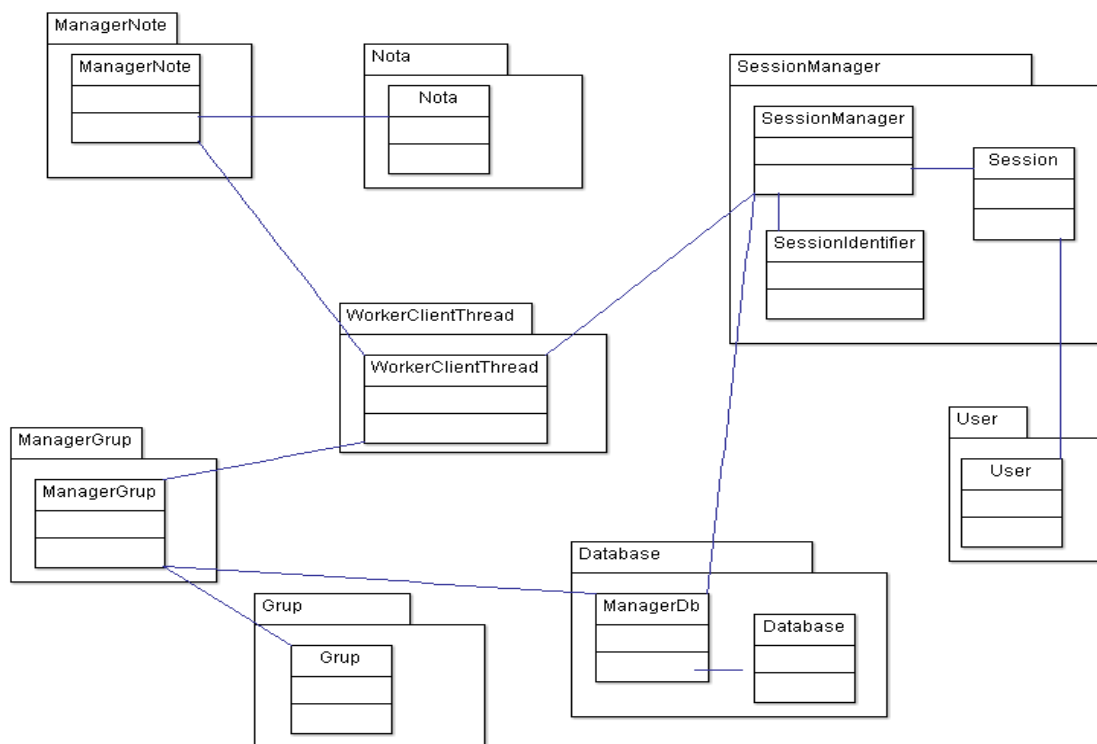 ManagerNote
ManagerNote
Nota
Nota
SessionManager
SessionManager
Session
SessionIdentifier
WorkerClientThread
WorkerClientThread
User
User
ManagerGrup
ManagerGrup
Database
ManagerDb
Database
Grup
Grup